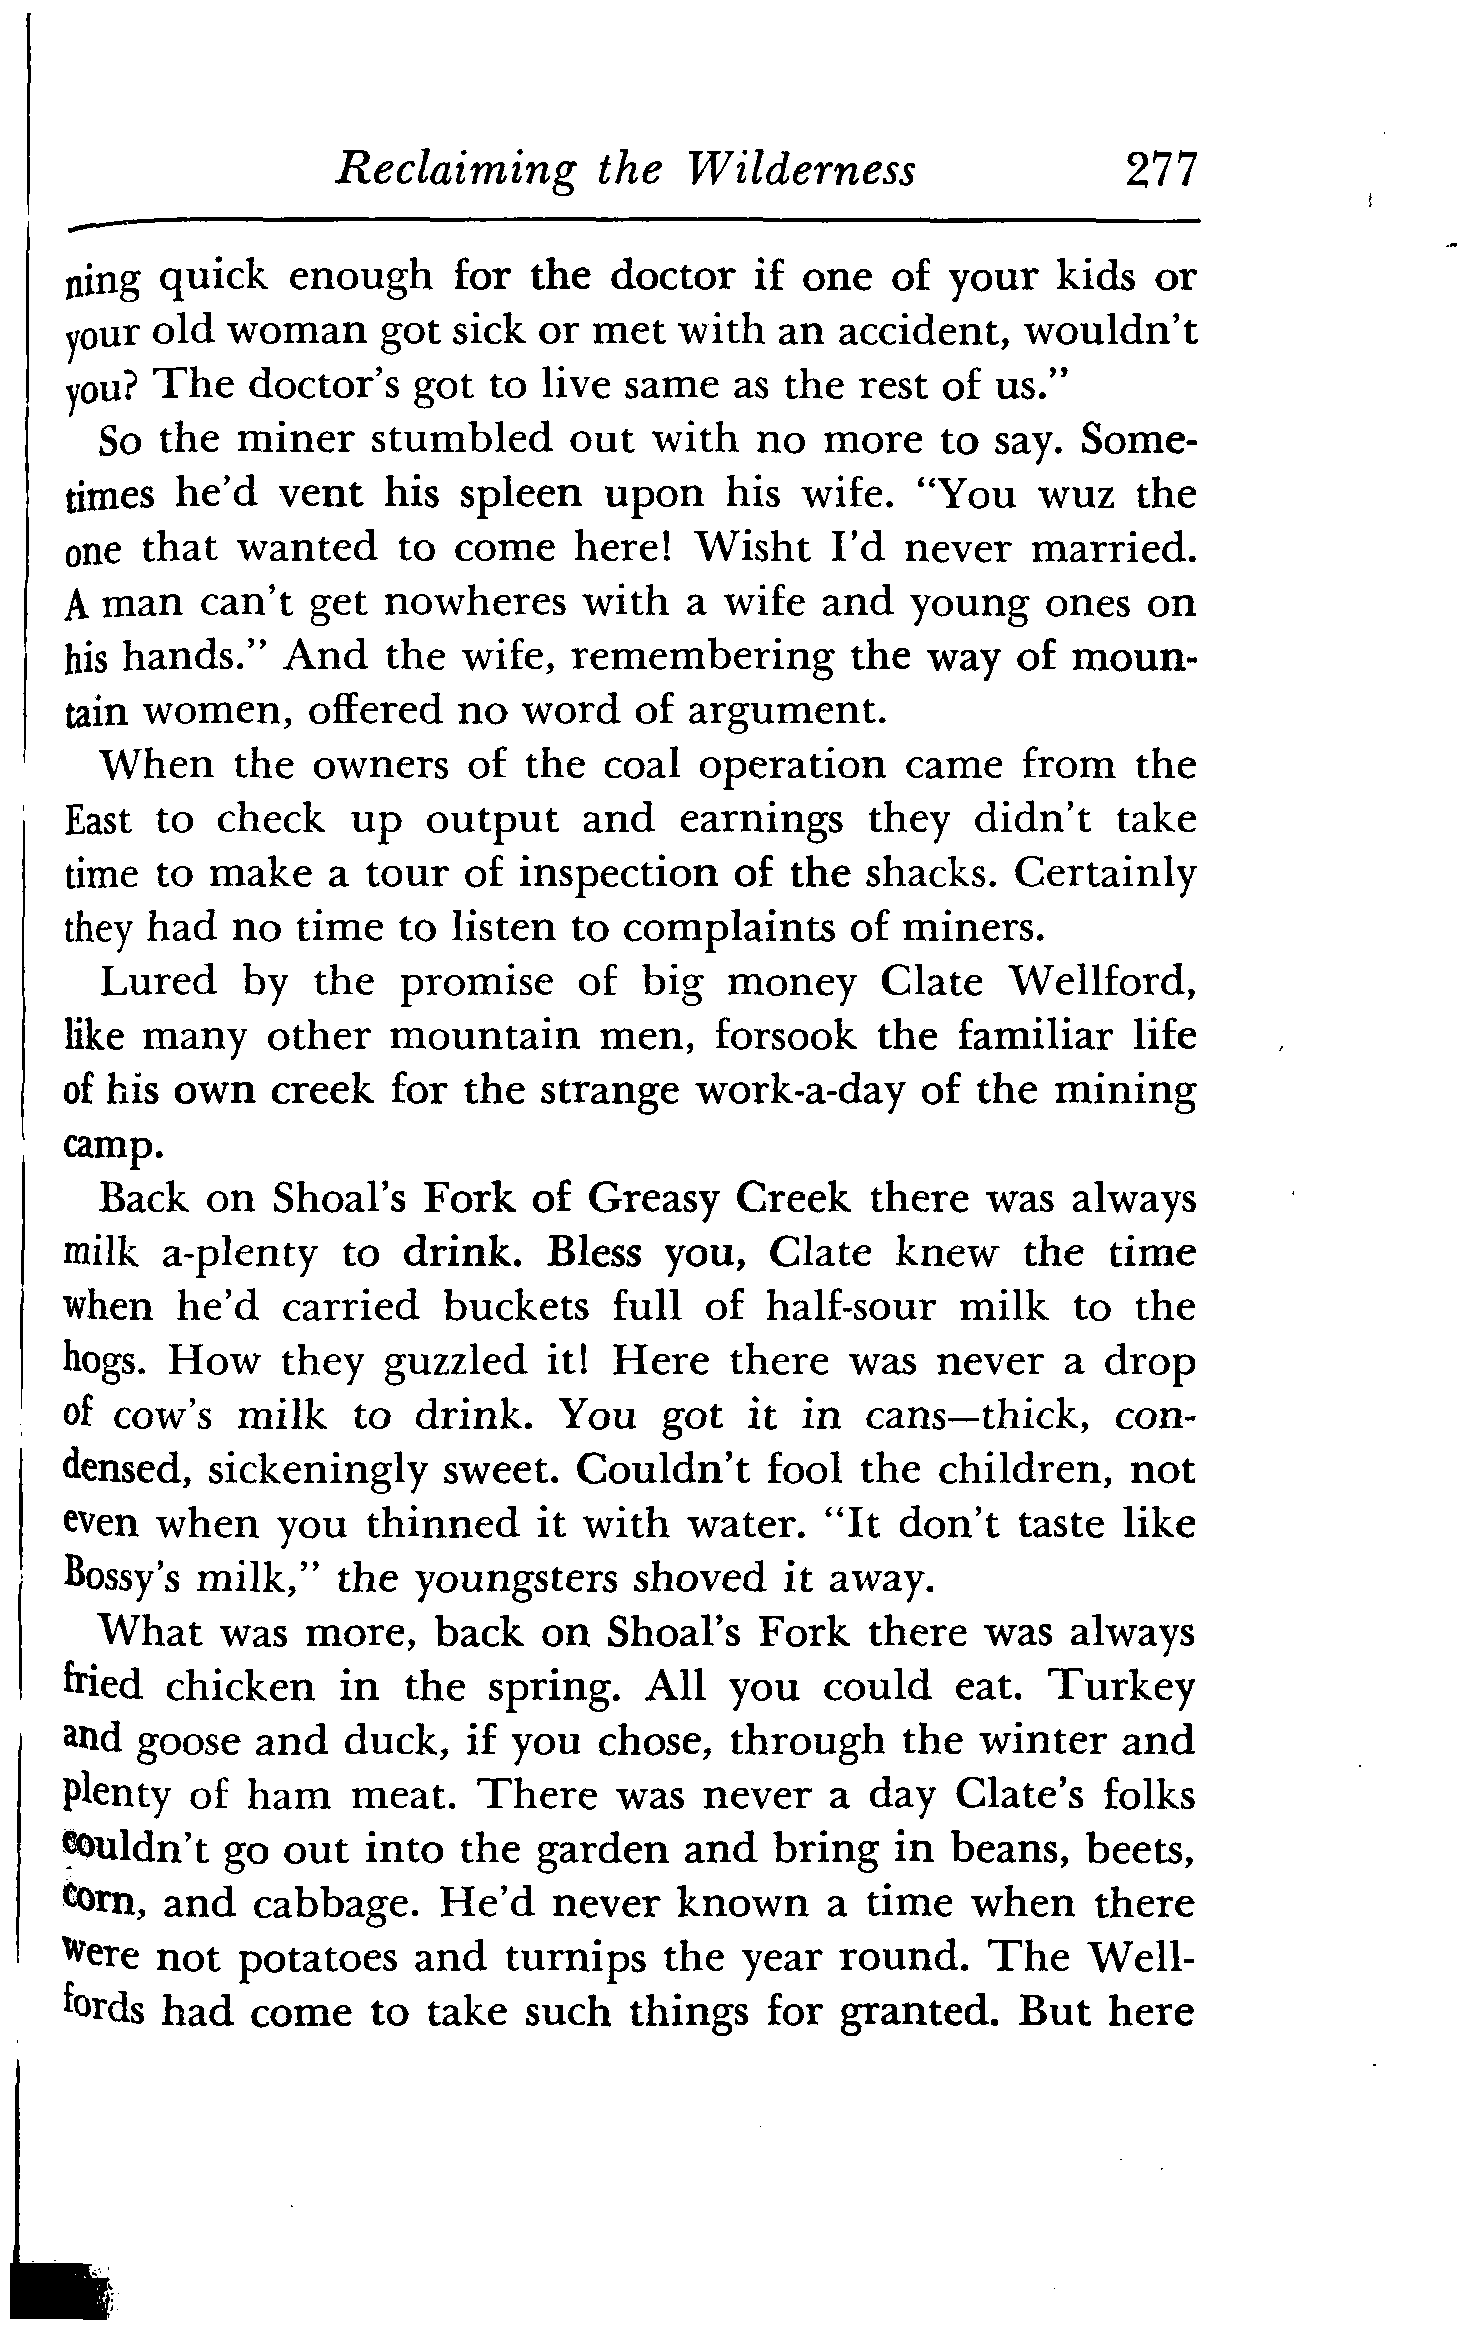 Reclaiming the Wilderness 277
ning quick enough for the doctor if one of your kids or
your old woman got sick or met with an accident, wouldn't
you? The doctor's got to live same as the rest of us."
So the miner stumbled out with no more to say. Some-
times he'd vent his spleen upon his wife. "You wuz the
one that wanted to come here! Wisht I'd never married.
A man can't get nowheres with a wife and young ones on
his hands." And the wife, remembering the way of moun-
tain women, offered no word of argument.
When the owners of the coal operation came from the
East to check up output and earnings they didn't take
time to make a tour of inspection of the shacks. Certainly
they had no time to listen to complaints of miners.
Lured by the promise of big money Clate Wellford,
like many other mountain men, forsook the familiar life
of his own creek for the strange work-a-day of the mining
camp.
Back on Shoal's Fork of Greasy Creek there was always
milk a-plenty to drink. Bless you, Clate knew the time
when he'd carried buckets full of half-sour milk to the
hogs. How they guzzled it! Here there was never a drop
of cow's milk to drink. You got it in cans—thick, con-
densed, sickeningly sweet. Couldn't fool the children, not
even when you thinned it with water. "It don't taste like
Bossy's milk," the youngsters shoved it away.
What was more, back on Shoal's Fork there was always
fried chicken in the spring. All you could eat. Turkey
and goose and duck, if you chose, through the winter and
plenty of ham meat. There was never a day Clate's folks
couldn't go out into the garden and bring in beans, beets,
corn, and cabbage. He'd never known a time when there
were not potatoes and turnips the year round. The Well-
fords had come to take such things for granted. But here